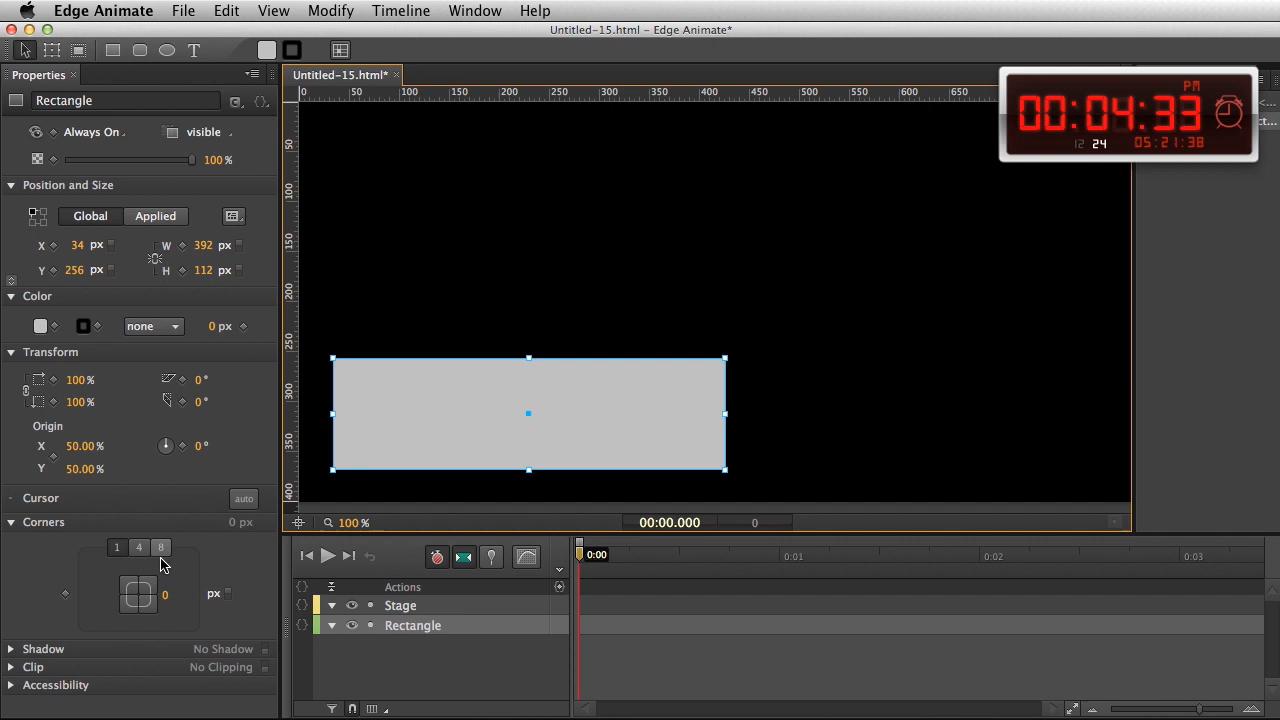 Edge Animate File Edit View Modify Timeline Window Help
Untitled-15.html - Edge Animate*
T
Properties ×
Untitled-15.html* ×
0 50 100 150 200 250 300 350 400 450 500 550 600 650
50 100 150 200 250 300 350 400
PM
00:04:33
12 24 05:21:38
<...
ct...
Rectangle
Always On visible
100 %
Position and Size
Global Applied
X 34 px W 392 px
Y 256 px H 112 px
Color
none 0 px
Transform
100 % 0 °
100 % 0 °
Origin
X 50.00 % 0 °
Y 50.00 %
Cursor auto
Corners 0 px
1 4 8
0 px
Shadow No Shadow
Clip No Clipping
Accessibility
100 % 00:00.000 0
0:00 0:01 0:02 0:03
Actions
Stage
Rectangle